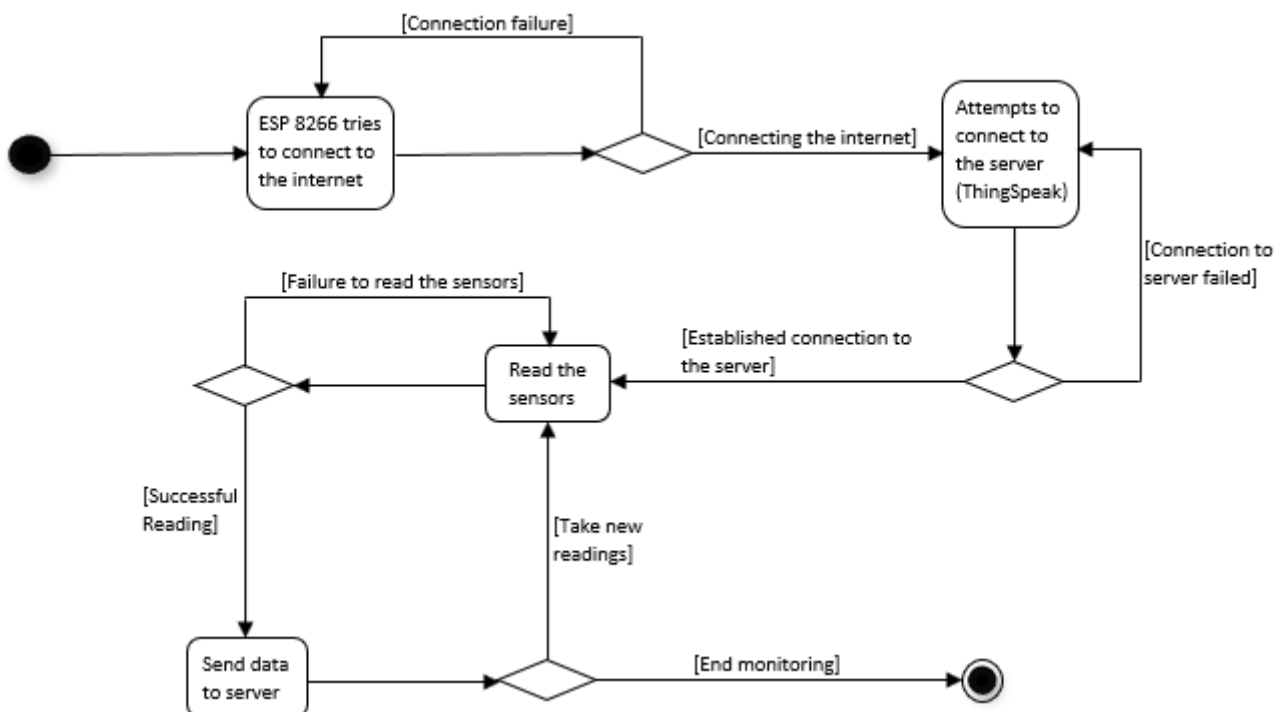 [Connection failure]
ESP 8266 tries
to connect to
the internet
[Connecting the internet]
Attempts to
connect to
the server
(ThingSpeak)
[Connection to
server failed]
[Failure to read the sensors]
[Established connection to
the server]
Read the
sensors
[Successful
Reading]
[Take new
readings]
Send data
to server
[End monitoring]